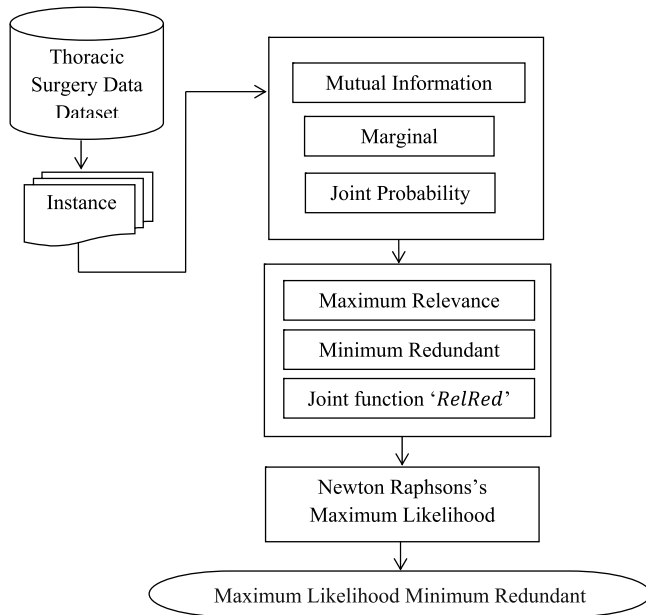 Thoracic
Surgery Data
Dataset
Instance
Mutual Information
Marginal
Joint Probability
Maximum Relevance
Minimum Redundant
Joint function ‘RelRed’
Newton Raphsons’s
Maximum Likelihood
Maximum Likelihood Minimum Redundant